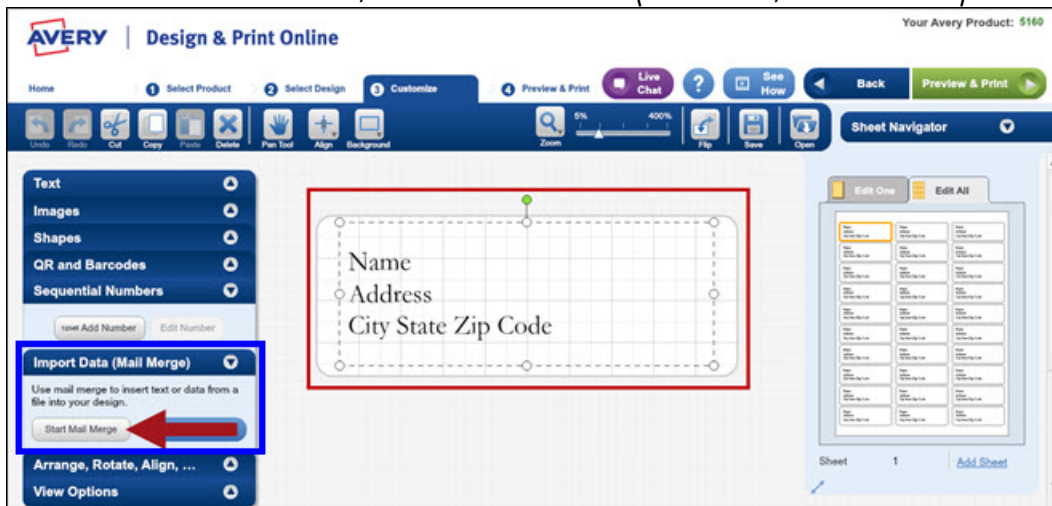 Your Avery Product: 5160
AVERY | Design & Print Online
Home
1 Select Product
2 Select Design
3 Customize
4 Preview & Print
Live Chat
?
See How
Back
Preview & Print
Undo Redo Cut Copy Paste Delete Pan Tool Align Background
Zoom
5% 400%
Flip Save Open
Sheet Navigator
Text
Images
Shapes
QR and Barcodes
Sequential Numbers
Add Number
Edit Number
Import Data (Mail Merge)
Use mail merge to insert text or data from a
file into your design.
Start Mail Merge
Arrange, Rotate, Align, ...
View Options
Name
Address
City State Zip Code
Edit One
Edit All
Sheet 1 Add Sheet